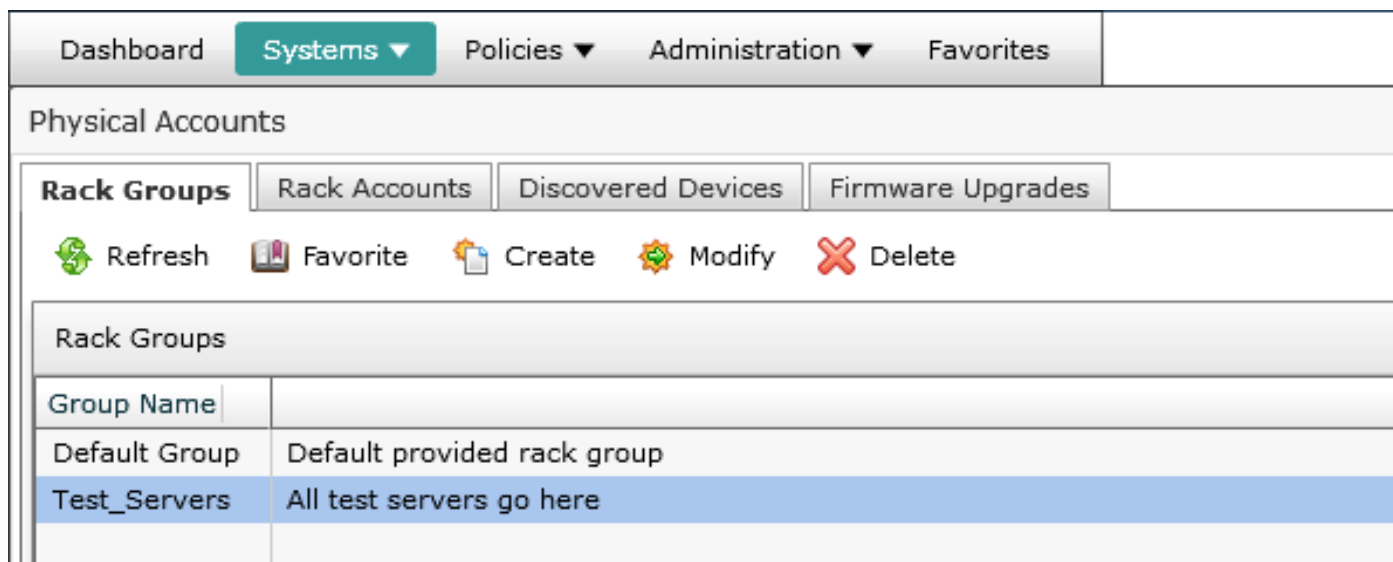 Dashboard Systems ▼ Policies ▼ Administration ▼ Favorites
Physical Accounts
Rack Groups Rack Accounts Discovered Devices Firmware Upgrades
Refresh Favorite Create Modify Delete
Rack Groups
Group Name
Default Group Default provided rack group
Test_Servers All test servers go here